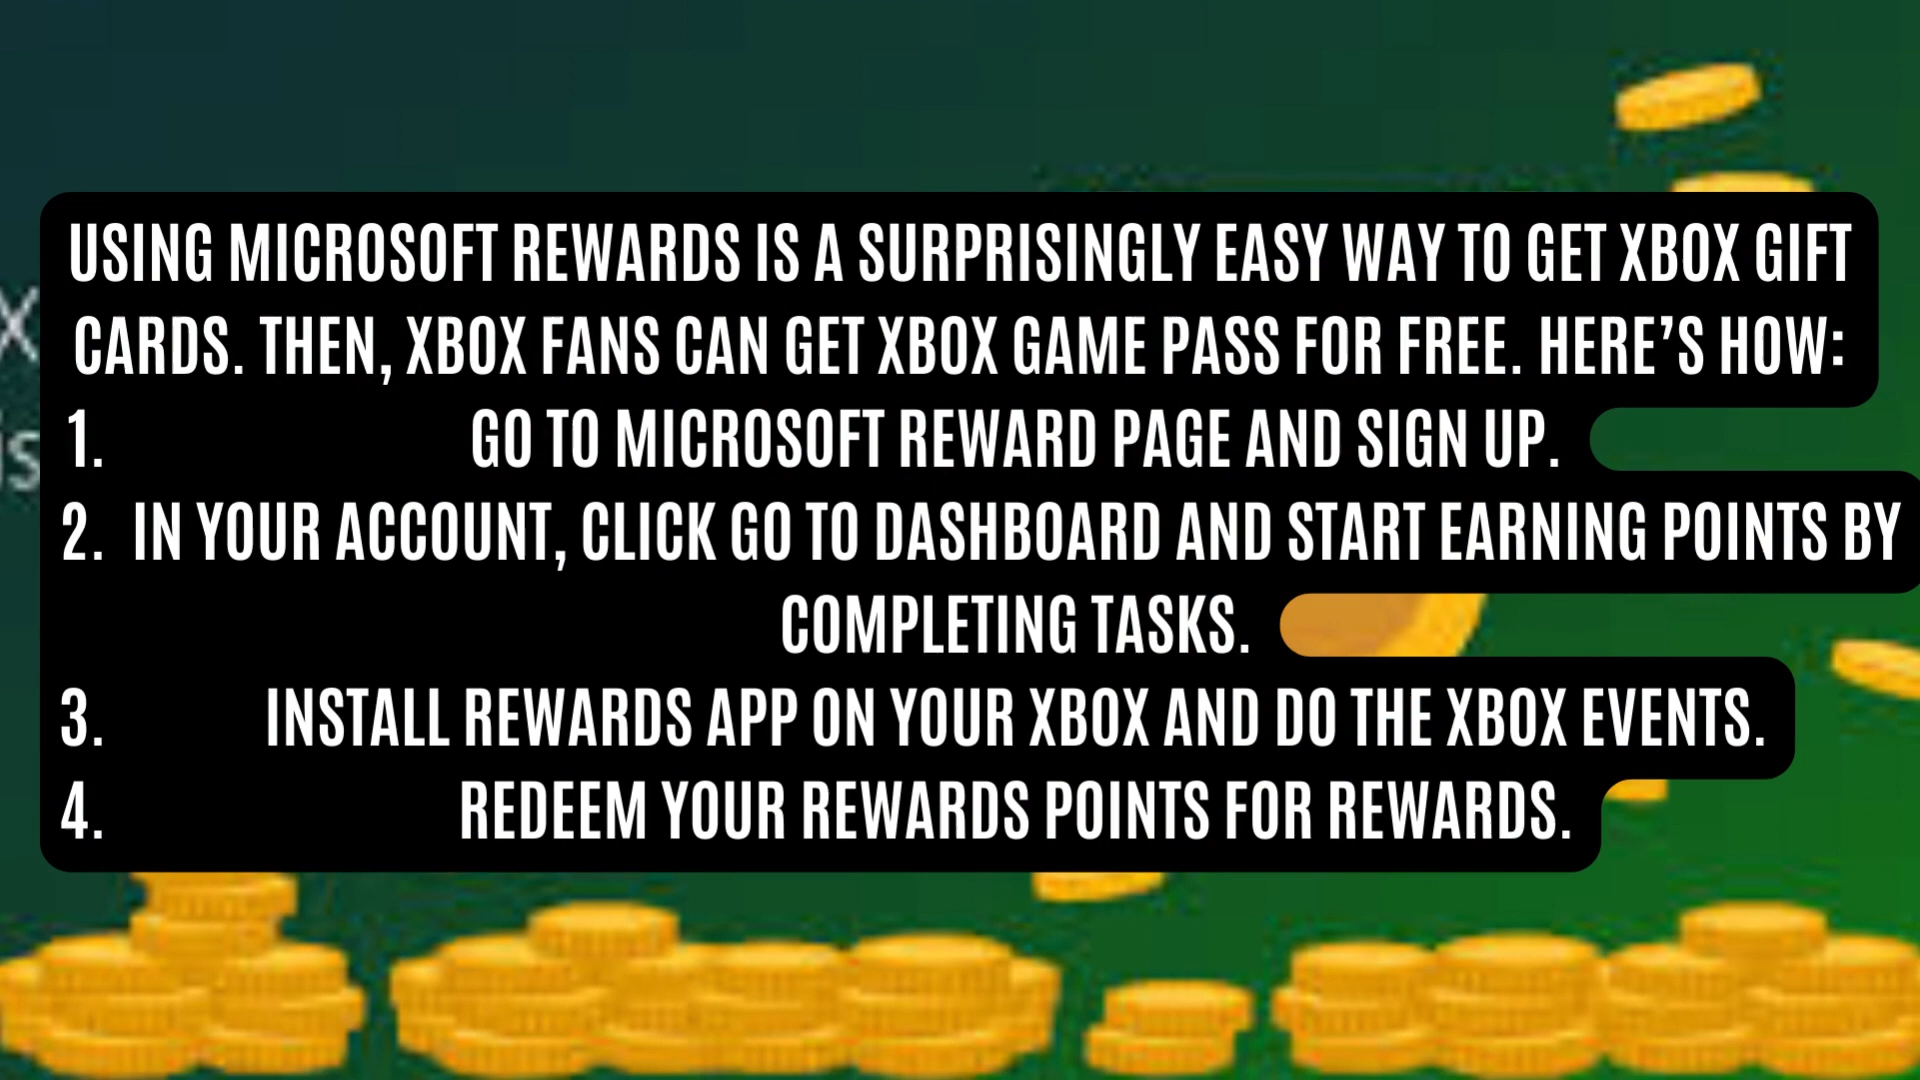 USING MICROSOFT REWARDS IS A SURPRISINGLY EASY WAY TO GET XBOX GIFT
CARDS. THEN, XBOX FANS CAN GET XBOX GAME PASS FOR FREE. HERE’S HOW:
1. GO TO MICROSOFT REWARD PAGE AND SIGN UP.
2. IN YOUR ACCOUNT, CLICK GO TO DASHBOARD AND START EARNING POINTS BY
COMPLETING TASKS.
3. INSTALL REWARDS APP ON YOUR XBOX AND DO THE XBOX EVENTS.
4. REDEEM YOUR REWARDS POINTS FOR REWARDS.